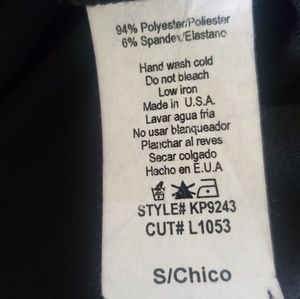 94% Polyester/Poliester
6% Spandex/Elastano
Hand wash cold
Do not bleach
Low iron
Made in U.S.A.
Lavar agua fria
No usar blanqueador
Planchar al reves
Secar colgado
Hecho en E.U.A
STYLE# KP9243
CUT# L1053
S/Chico